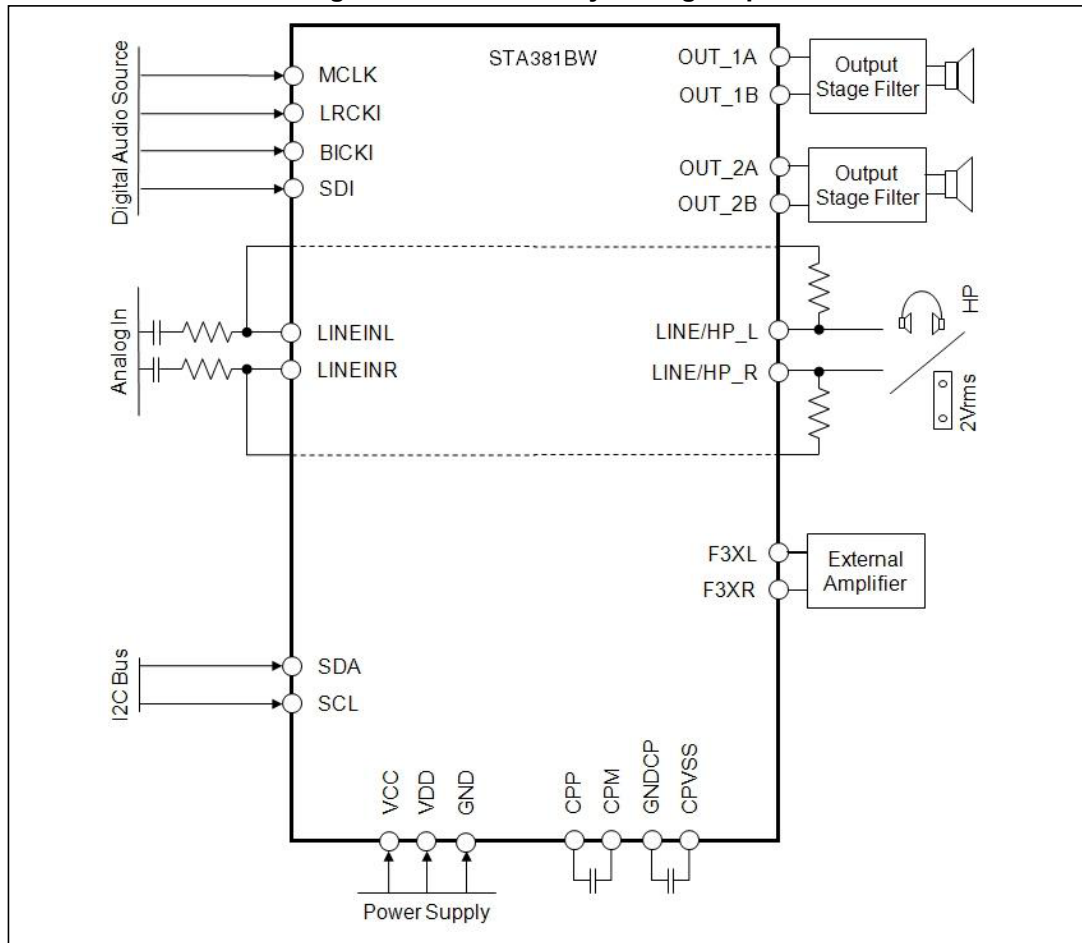 STA381BW
Digital Audio Source
MCLK
LRCKI
BICKI
SDI
OUT_1A
OUT_1B
Output
Stage Filter
OUT_2A
OUT_2B
Output
Stage Filter
Analog In
LINEINL
LINEINR
LINE/HP_L
LINE/HP_R
HP
2Vrms
F3XL
F3XR
External
Amplifier
I2C Bus
SDA
SCL
VCC
VDD
GND
CPP
CPM
GNDCP
CPVSS
Power Supply